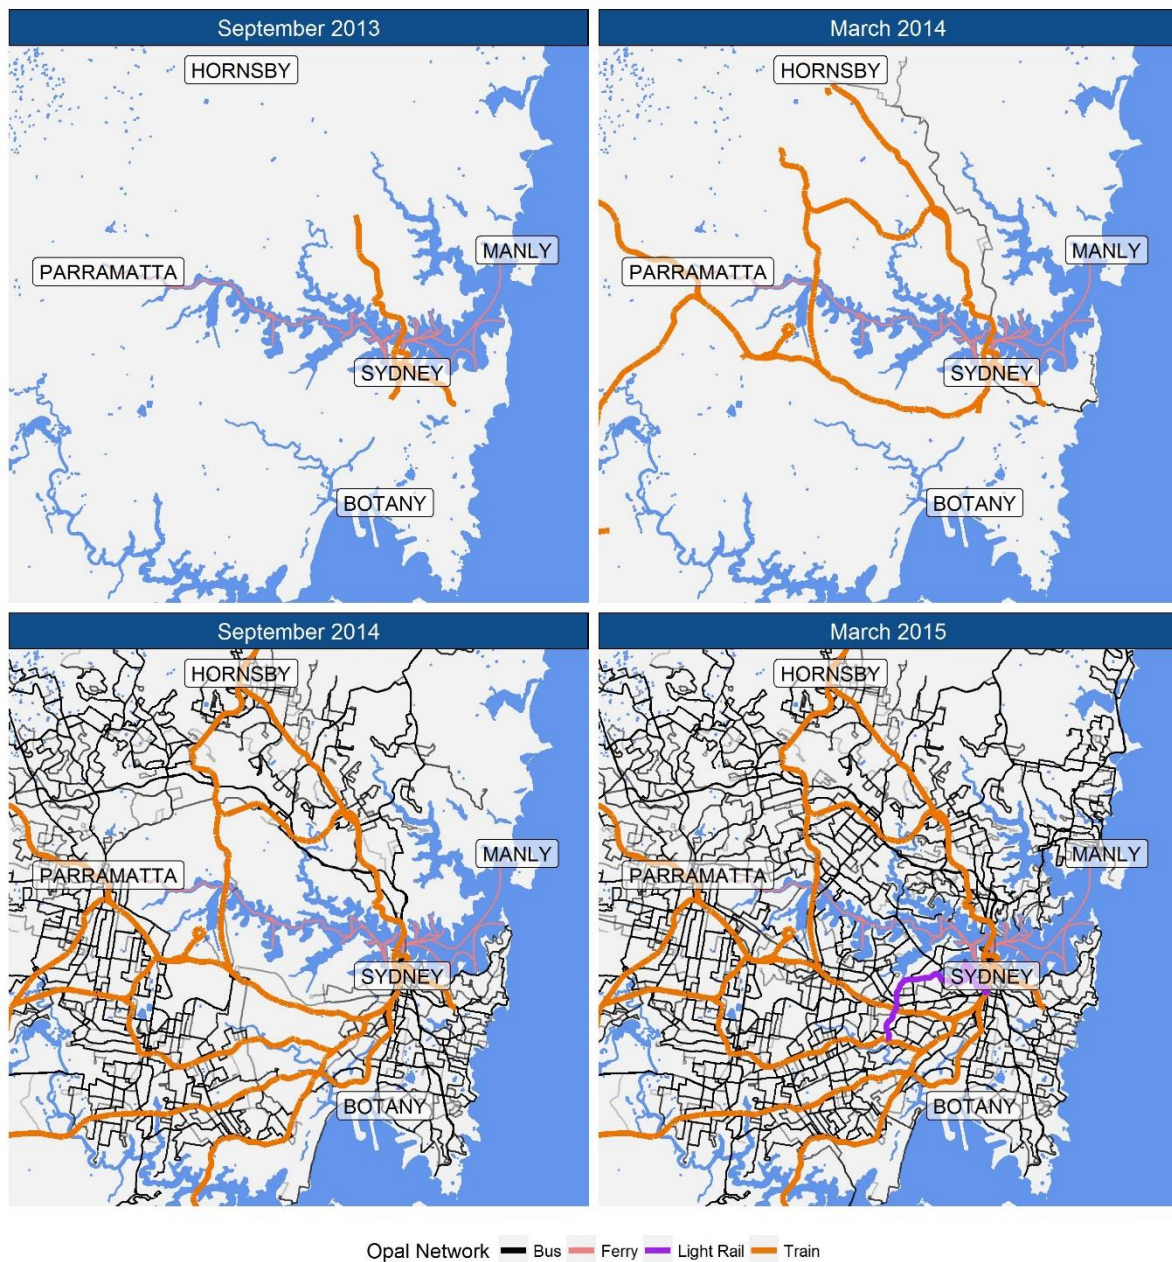 September 2013
March 2014
HORNSBY
HORNSBY
MANLY
MANLY
PARRAMATTA
PARRAMATTA
SYDNEY
SYDNEY
BOTANY
BOTANY
September 2014
March 2015
HORNSBY
HORNSBY
MANLY
MANLY
PARRAMATTA
PARRAMATTA
SYDNEY
SYDNEY
BOTANY
BOTANY
Opal Network Bus Ferry Light Rail Train